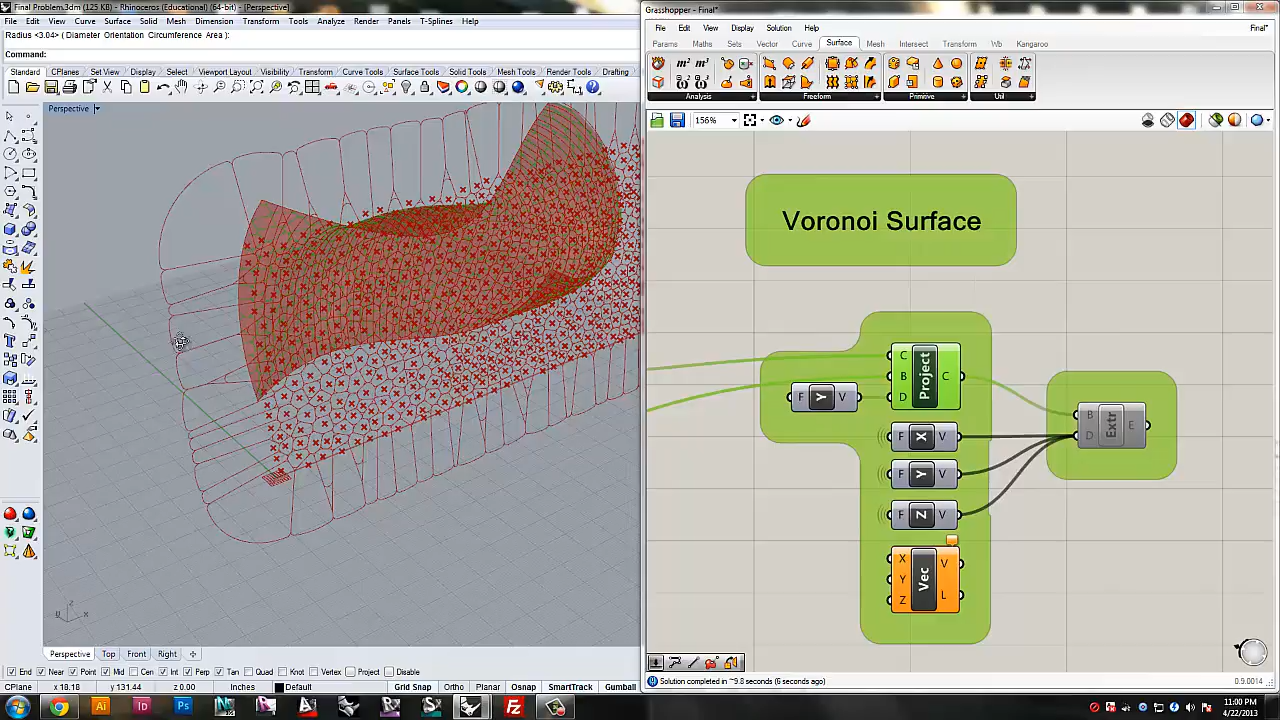 Final Problem.3dm (125 KB) - Rhinoceros (Educational) (64-bit) - [Perspective]
File Edit View Curve Surface Solid Mesh Dimension Transform Tools Analyze Render Panels T-Splines Help
Radius <3.04> ( Diameter Orientation Circumference Area ):
Command:
Standard CPlanes Set View Display Select Viewport Layout Visibility Transform Curve Tools Surface Tools Solid Tools Mesh Tools Render Tools Drafting
Perspective
Perspective Top Front Right
End Near Point Mid Cen Int Perp Tan Quad Knot Vertex Project Disable
CPlane x 18.18 y 131.44 z 0.00 Inches Default Grid Snap Ortho Planar Osnap SmartTrack Gumball
Grasshopper - Final*
File Edit View Display Solution Help Final*
Params Maths Sets Vector Curve Surface Mesh Intersect Transform Wb Kangaroo
Analysis Freeform Primitive Util
156%
Voronoi Surface
C B D Project C
F Y V
F X V
F Y V
F Z V
X Y Z Vec V L
B D Extr E
Solution completed in ~9.8 seconds (6 seconds ago) 0.9.0014
11:00 PM
4/23/2013